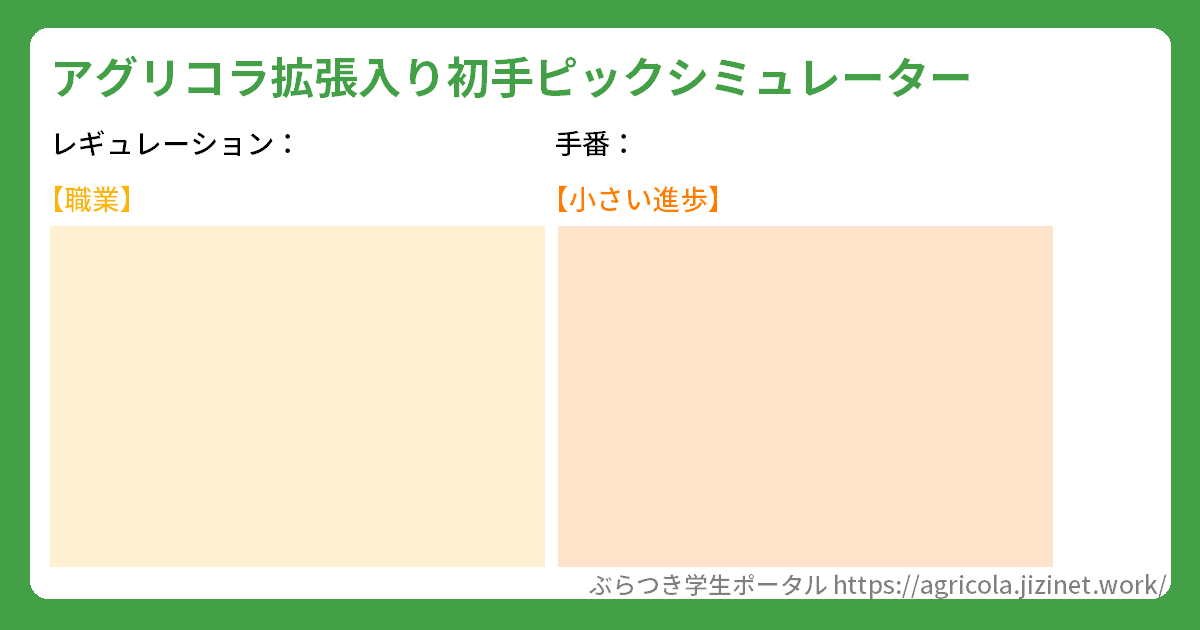 アグリコラ拡張入り初手ピックシミュレーター
レギュレーション： 手番：
【職業】 【小さい進歩】
ぶらつき学生ポータル https://agricola.jizinet.work/